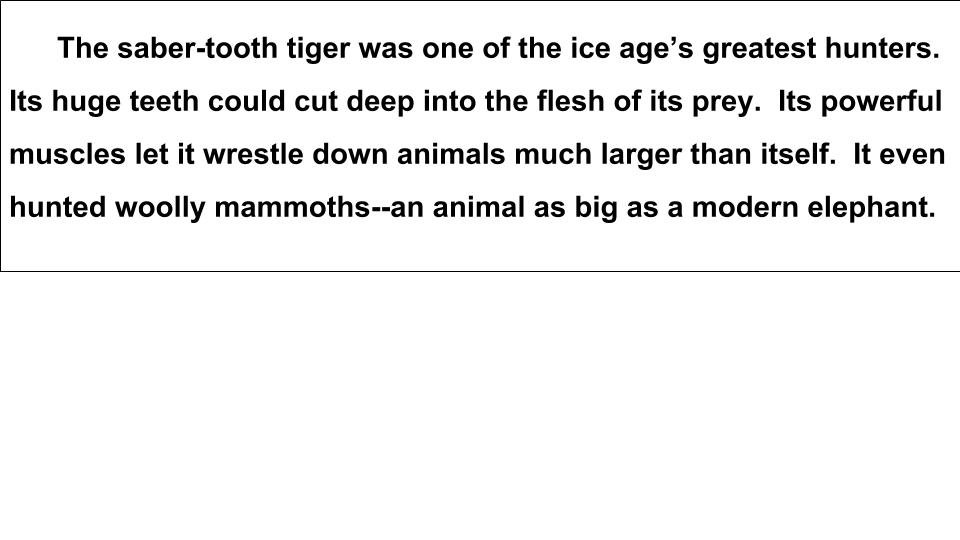 The saber-tooth tiger was one of the ice age’s greatest hunters.
Its huge teeth could cut deep into the flesh of its prey.  Its powerful
muscles let it wrestle down animals much larger than itself.  It even
hunted woolly mammoths--an animal as big as a modern elephant.